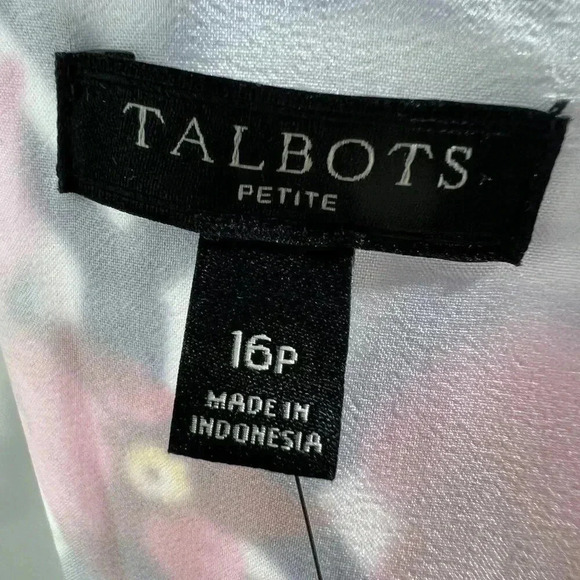 TALBOTS
PETITE
16P
MADE IN
INDONESIA